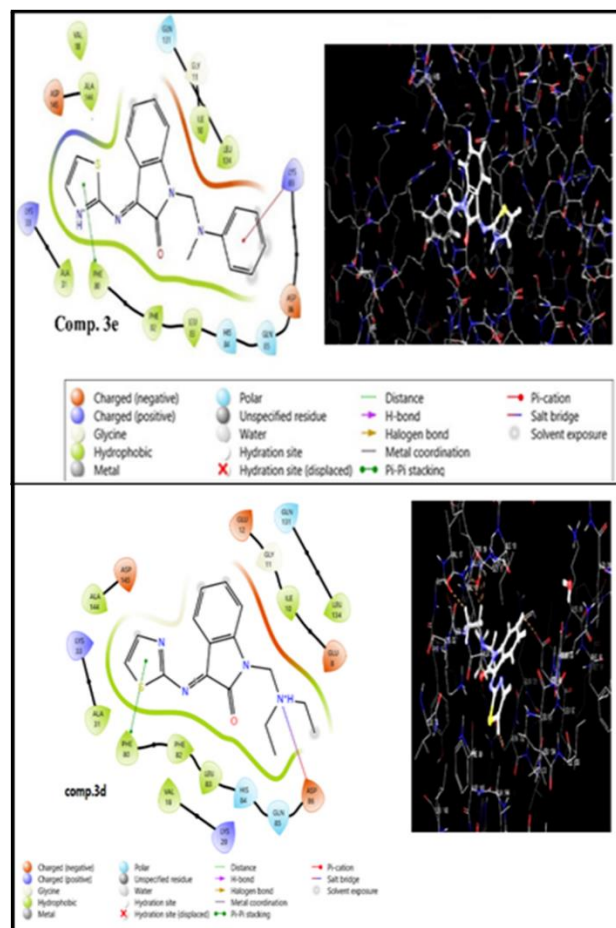 GLN
131
VAL
18
GLY
11
ALA
144
ASP
145
ILE
10
LEU
134
LYS
89
S
N
N
O
N
N
H
LYS
33
ALA
31
PHE
80
PHE
82
LEU
83
HIS
84
GLN
85
ASP
86
Comp. 3e
Charged (negative) Polar Distance Pi-cation
Charged (positive) Unspecified residue H-bond Salt bridge
Glycine Water Halogen bond Solvent exposure
Hydrophobic Hydration site Metal coordination
Metal Hydration site (displaced) Pi-Pi stacking
GLU
12
GLN
131
GLY
11
ASP
145
ALA
144
ILE
10
LEU
134
LYS
33
GLU
8
N
S
N
N
O
N⁺H
ALA
31
PHE
80
PHE
82
LEU
83
HIS
84
GLN
85
ASP
86
VAL
18
LYS
20
comp.3d
Charged (negative) Polar Distance Pi-cation
Charged (positive) Unspecified residue H-bond Salt bridge
Glycine Water Halogen bond Solvent exposure
Hydrophobic Hydration site Metal coordination
Metal Hydration site (displaced) Pi-Pi stacking